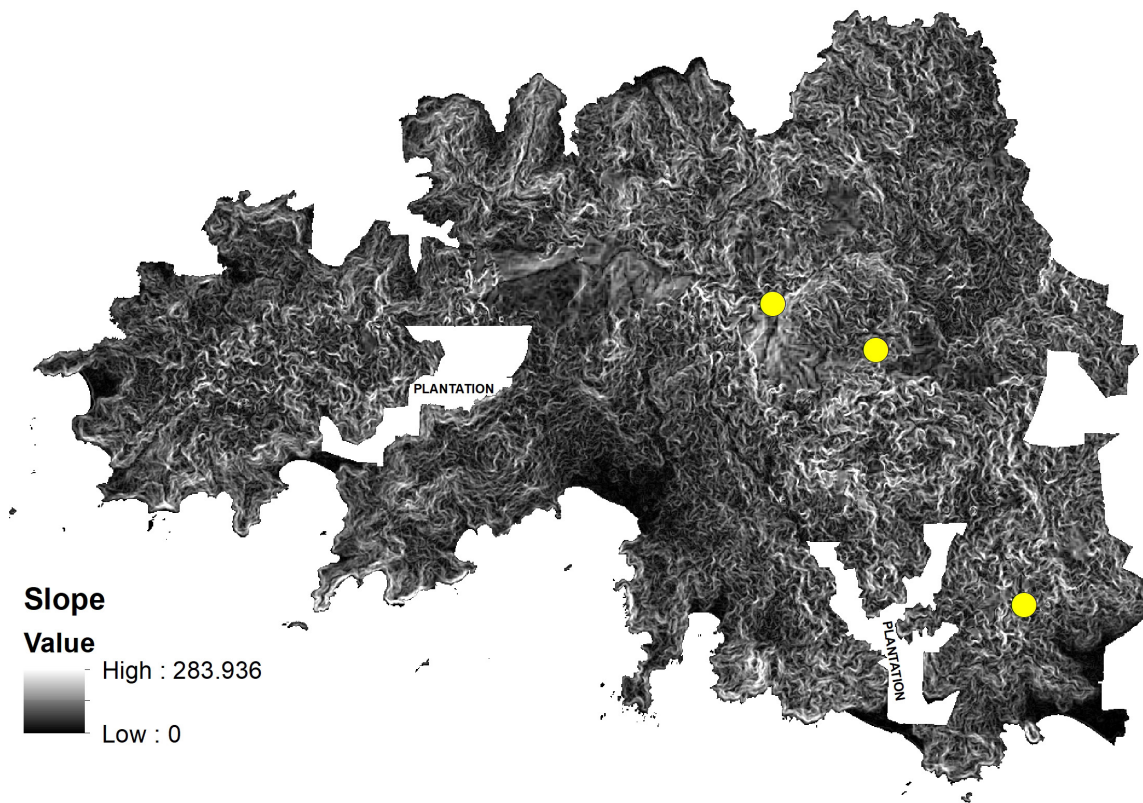 PLANTATION
Slope
Value
High : 283.936
Low : 0
PLANTATION